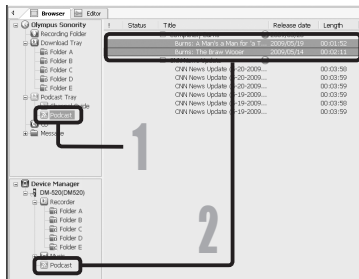 Browser Editor
Olympus Sonority
Recording Folder
Download Tray
Folder A
Folder B
Folder C
Folder D
Folder E
Podcast Tray
Podcast
Message
! Status Title Release date Length
Burns: A Man's a Man for 'a T... 2009/05/19 00:01:52
Burns: The Braw Wooer 2009/05/14 00:02:11
CNN News Update 00:03:59
CNN News Update 00:03:59
CNN News Update 00:03:59
CNN News Update 00:03:59
CNN News Update 00:03:58
CNN News Update 00:03:59
1
2
Device Manager
DM-520(DM520)
Recorder
Folder A
Folder B
Folder C
Folder D
Folder E
Music
Podcast